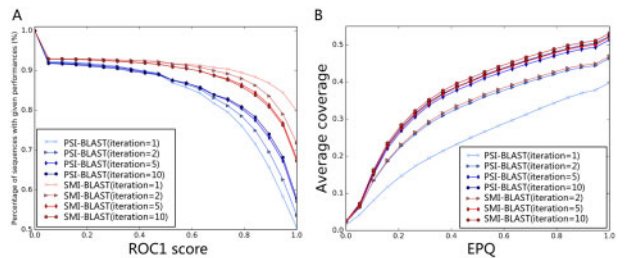 A
Percentage of sequences with given performances (%)
1.0
0.9
0.8
0.7
0.6
0.5
PSI-BLAST(iteration=1)
PSI-BLAST(iteration=2)
PSI-BLAST(iteration=5)
PSI-BLAST(iteration=10)
SMI-BLAST(iteration=1)
SMI-BLAST(iteration=2)
SMI-BLAST(iteration=5)
SMI-BLAST(iteration=10)
0.0 0.2 0.4 0.6 0.8 1.0
ROC1 score
B
Average coverage
0.5
0.4
0.3
0.2
0.1
0.0
PSI-BLAST(iteration=1)
PSI-BLAST(iteration=2)
PSI-BLAST(iteration=5)
PSI-BLAST(iteration=10)
SMI-BLAST(iteration=2)
SMI-BLAST(iteration=5)
SMI-BLAST(iteration=10)
0.0 0.2 0.4 0.6 0.8 1.0
EPQ